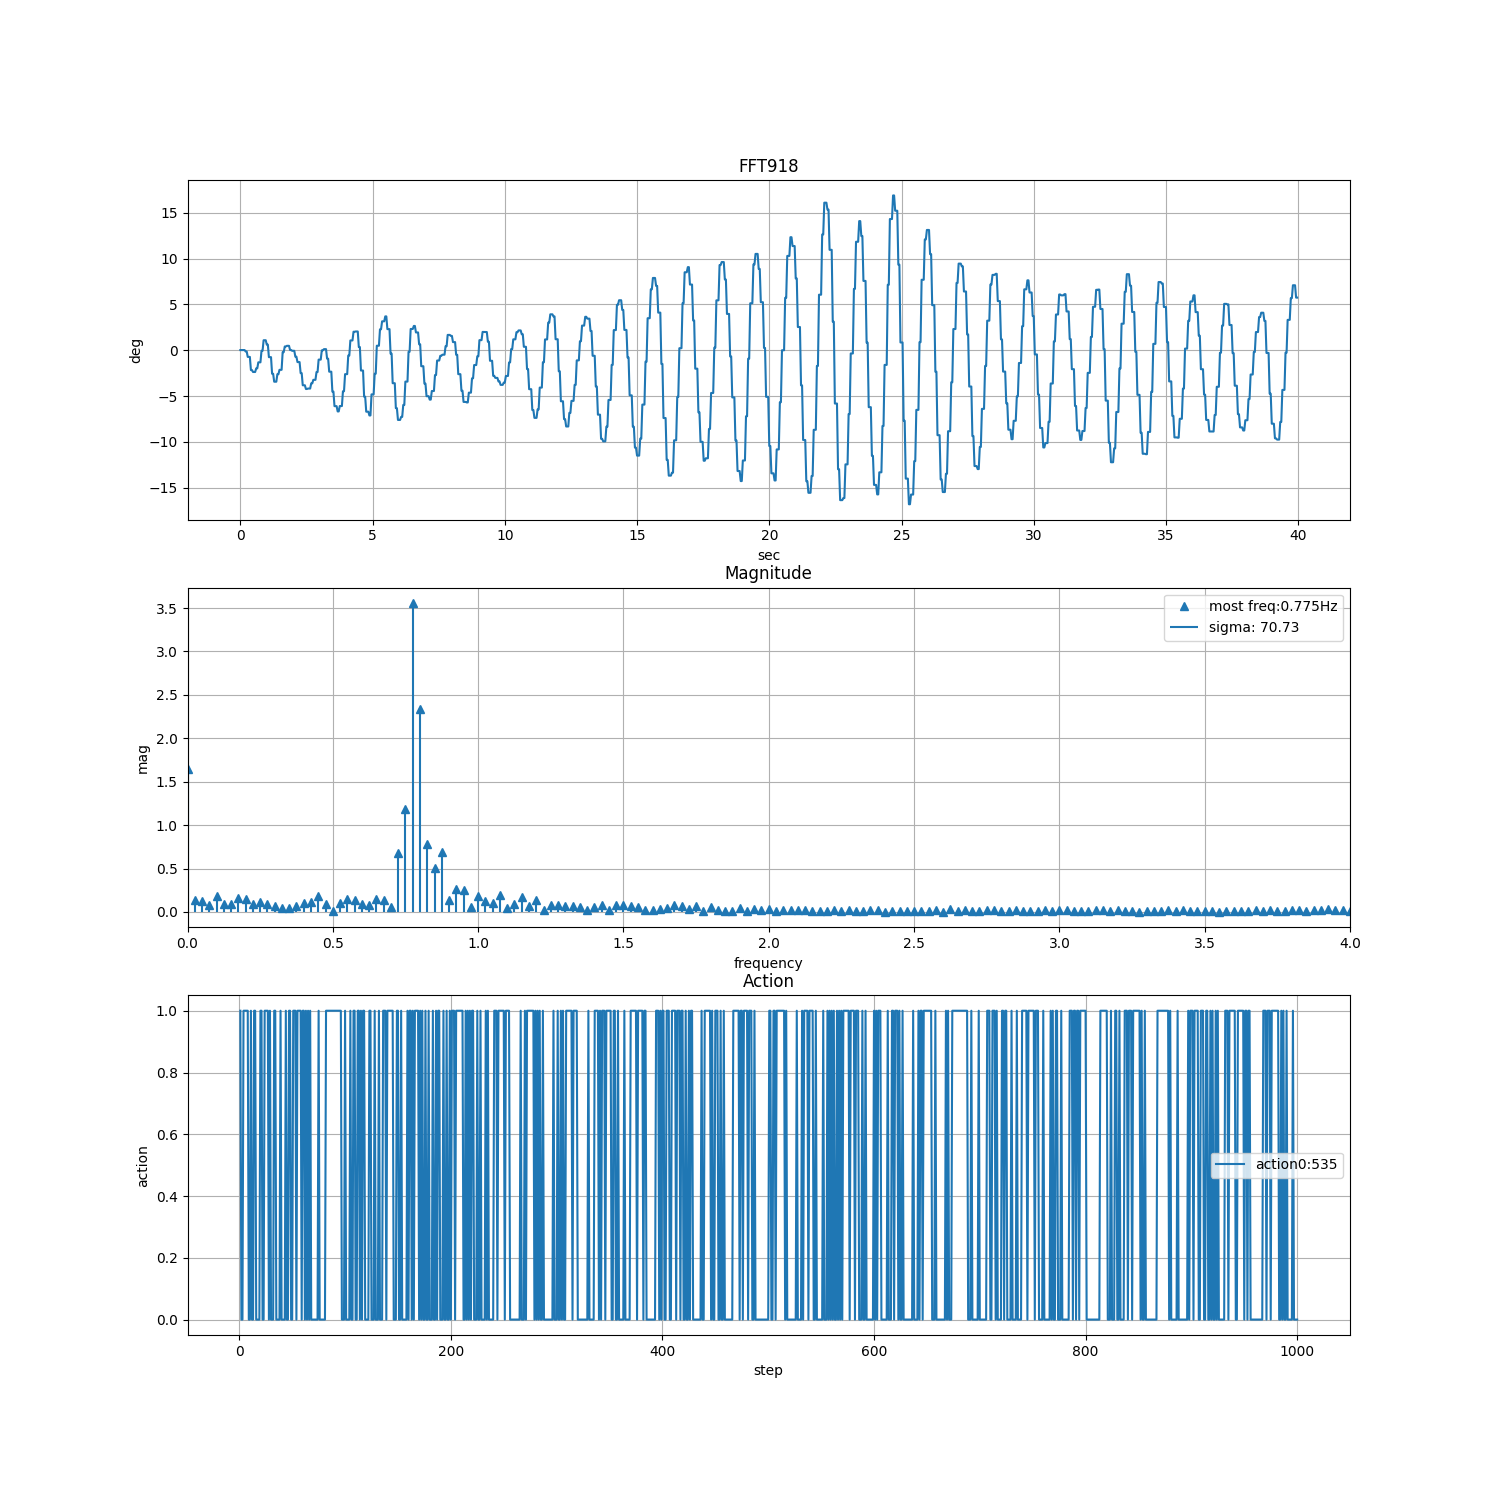 FFT918
15
10
5
0
−5
−10
−15
deg
0 5 10 15 20 25 30 35 40
sec
Magnitude
most freq:0.775Hz
sigma: 70.73
3.5
3.0
2.5
2.0
1.5
1.0
0.5
0.0
mag
0.0 0.5 1.0 1.5 2.0 2.5 3.0 3.5 4.0
frequency
Action
1.0
0.8
0.6
0.4
0.2
0.0
action
action0:535
0 200 400 600 800 1000
step